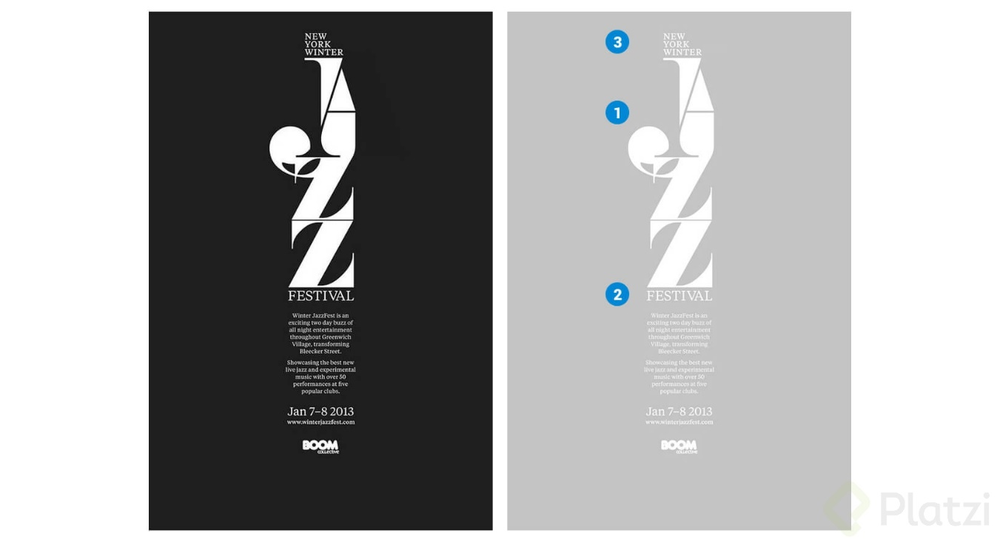 NEW
YORK
WINTER
JAZZ
FESTIVAL
Winter JazzFest is an
exciting two day buzz of
all night entertainment
throughout Greenwich
Village, transforming
Bleecker Street.
Showcasing the best new
live jazz and experimental
music with over 50
performances at five
popular clubs.
Jan 7–8 2013
www.winterjazzfest.com
BOOM
COLLECTIVE
3
NEW
YORK
WINTER
1
JAZZ
2
FESTIVAL
Winter JazzFest is an
exciting two day buzz of
all night entertainment
throughout Greenwich
Village, transforming
Bleecker Street.
Showcasing the best new
live jazz and experimental
music with over 50
performances at five
popular clubs.
Jan 7–8 2013
www.winterjazzfest.com
BOOM
COLLECTIVE
Platzi